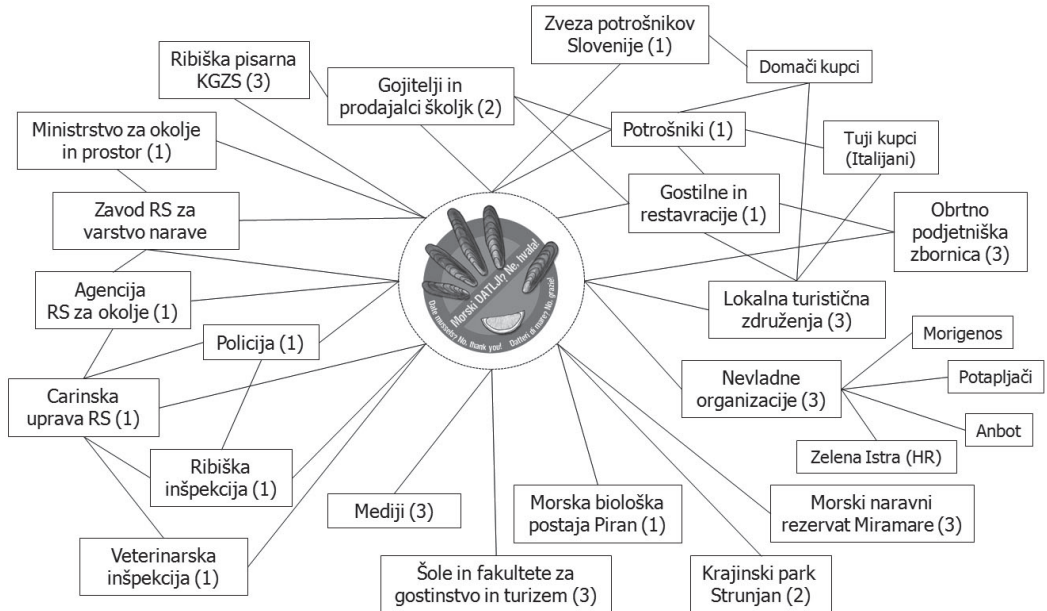 Zveza potrošnikov
Slovenije (1)
Ribiška pisarna
KGZS (3)
Domači kupci
Gojitelji in
prodajalci školjk (2)
Ministrstvo za okolje
in prostor (1)
Potrošniki (1)
Tuji kupci
(Italijani)
Zavod RS za
varstvo narave
Gostilne in
restavracije (1)
Obrtno
podjetniška
zbornica (3)
Morski DATLJI? Ne, hvala!
Date mussels? No, thank you!
Datteri di mare? No, grazie!
Agencija
RS za okolje (1)
Lokalna turistična
združenja (3)
Policija (1)
Morigenos
Carinska
uprava RS (1)
Nevladne
organizacije (3)
Potapljači
Anbot
Zelena Istra (HR)
Ribiška
inšpekcija (1)
Mediji (3)
Morska biološka
postaja Piran (1)
Morski naravni
rezervat Miramare (3)
Veterinarska
inšpekcija (1)
Šole in fakultete za
gostinstvo in turizem (3)
Krajinski park
Strunjan (2)